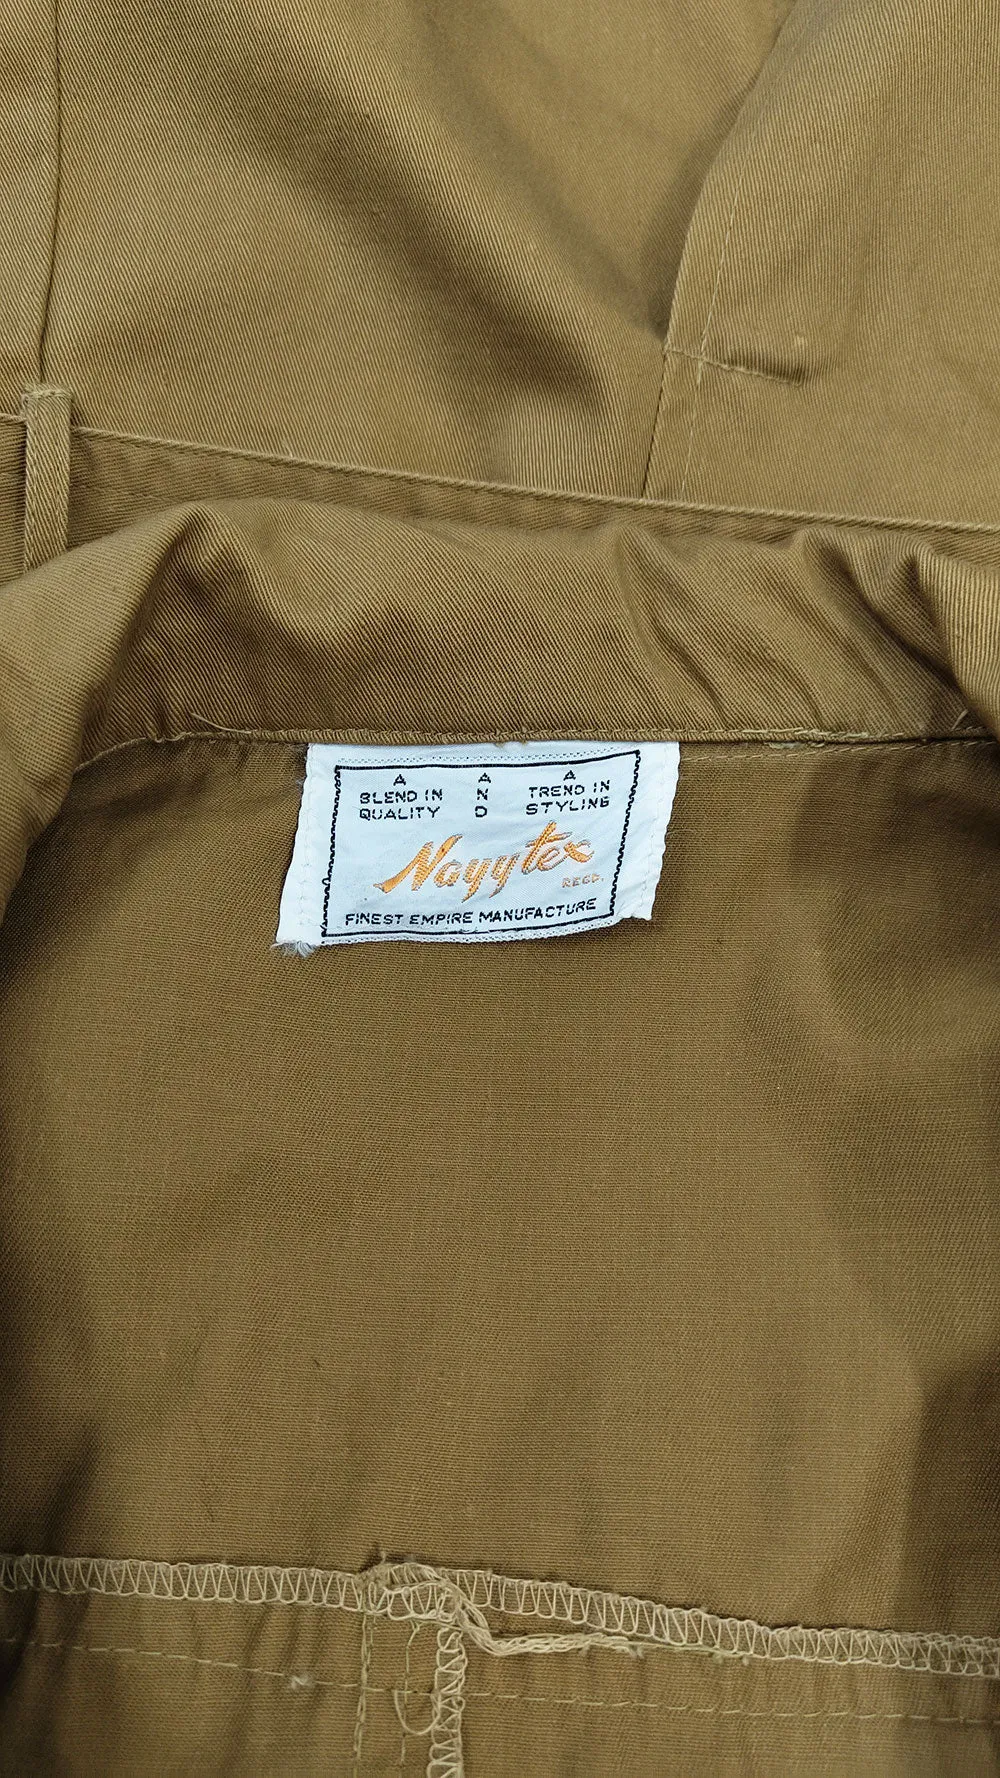 A BLEND IN QUALITY
A
N
D
A TREND IN STYLING
Nayytex
REGD.
FINEST EMPIRE MANUFACTURE